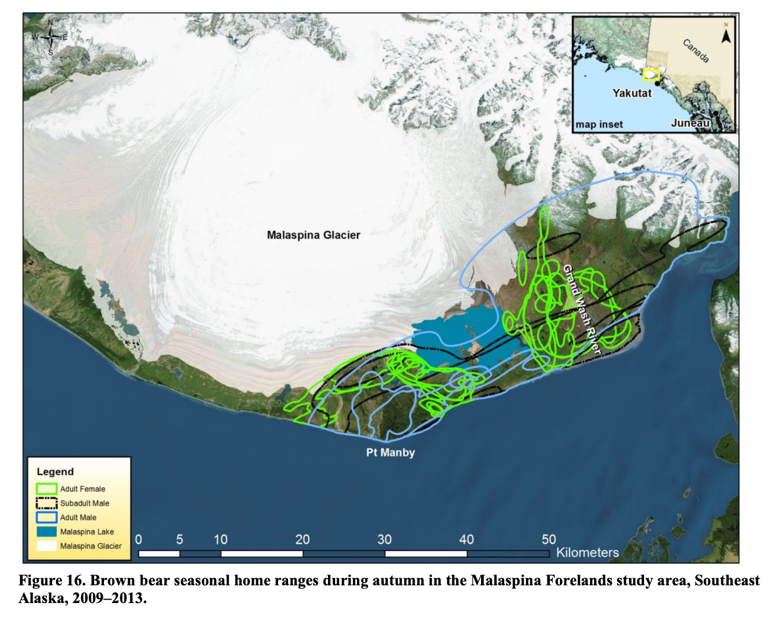 N
W E
S
Canada
Yakutat
Juneau
map inset
Malaspina Glacier
Grand Wash River
Pt Manby
Legend
Adult Female
Subadult Male
Adult Male
Malaspina Lake
Malaspina Glacier
0 5 10 20 30 40 50
Kilometers
Figure 16. Brown bear seasonal home ranges during autumn in the Malaspina Forelands study area, Southeast
Alaska, 2009–2013.